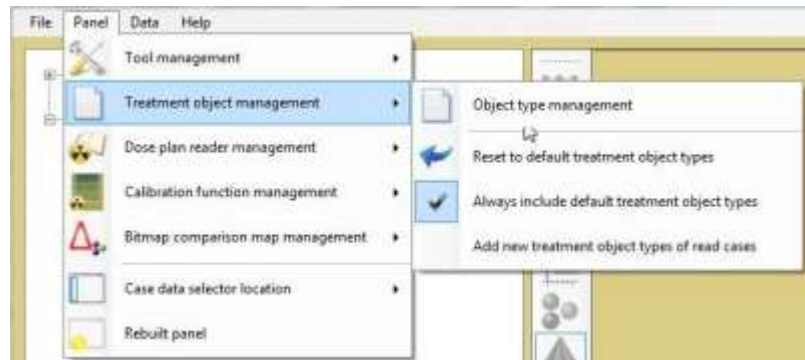 File Panel Data Help
Tool management
Treatment object management
Dose plan reader management
Calibration function management
Bitmap comparison map management
Case data selector location
Rebuilt panel
Object type management
Reset to default treatment object types
Always include default treatment object types
Add new treatment object types of read cases